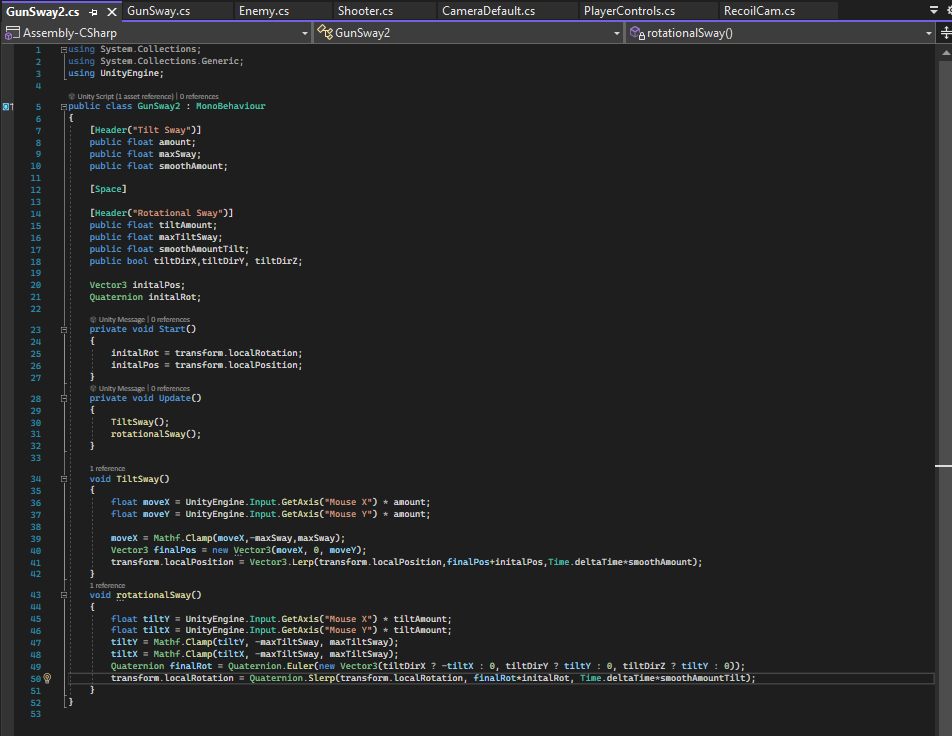 GunSway2.cs GunSway.cs Enemy.cs Shooter.cs CameraDefault.cs PlayerControls.cs RecoilCam.cs
Assembly-CSharp GunSway2 rotationalSway()
1 using System.Collections;
2 using System.Collections.Generic;
3 using UnityEngine;
4
Unity Script (1 asset reference) | 0 references
5 public class GunSway2 : MonoBehaviour
6 {
7 [Header("Tilt Sway")]
8 public float amount;
9 public float maxSway;
10 public float smoothAmount;
11
12 [Space]
13
14 [Header("Rotational Sway")]
15 public float tiltAmount;
16 public float maxTiltSway;
17 public float smoothAmountTilt;
18 public bool tiltDirX,tiltDirY, tiltDirZ;
19
20 Vector3 initalPos;
21 Quaternion initalRot;
22
Unity Message | 0 references
23 private void Start()
24 {
25 initalRot = transform.localRotation;
26 initalPos = transform.localPosition;
27 }
Unity Message | 0 references
28 private void Update()
29 {
30 TiltSway();
31 rotationalSway();
32 }
33
1 reference
34 void TiltSway()
35 {
36 float moveX = UnityEngine.Input.GetAxis("Mouse X") * amount;
37 float moveY = UnityEngine.Input.GetAxis("Mouse Y") * amount;
38
39 moveX = Mathf.Clamp(moveX,-maxSway,maxSway);
40 Vector3 finalPos = new Vector3(moveX, 0, moveY);
41 transform.localPosition = Vector3.Lerp(transform.localPosition,finalPos+initalPos,Time.deltaTime*smoothAmount);
42 }
1 reference
43 void rotationalSway()
44 {
45 float tiltY = UnityEngine.Input.GetAxis("Mouse X") * tiltAmount;
46 float tiltX = UnityEngine.Input.GetAxis("Mouse Y") * tiltAmount;
47 tiltY = Mathf.Clamp(tiltY, -maxTiltSway, maxTiltSway);
48 tiltX = Mathf.Clamp(tiltX, -maxTiltSway, maxTiltSway);
49 Quaternion finalRot = Quaternion.Euler(new Vector3(tiltDirX ? -tiltX : 0, tiltDirY ? tiltY : 0, tiltDirZ ? tiltY : 0));
50 transform.localRotation = Quaternion.Slerp(transform.localRotation, finalRot*initalRot, Time.deltaTime*smoothAmountTilt);
51 }
52 }
53